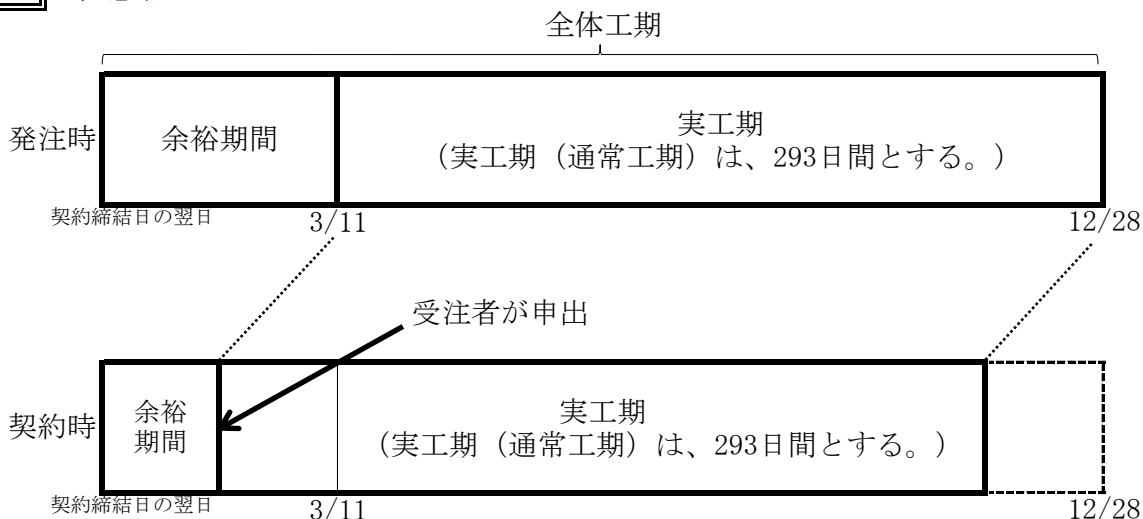 全体工期
発注時
余裕期間
実工期
(実工期(通常工期)は、293日間とする。)
契約締結日の翌日
3/11
12/28
受注者が申出
契約時
余裕
期間
実工期
(実工期(通常工期)は、293日間とする。)
契約締結日の翌日
3/11
12/28